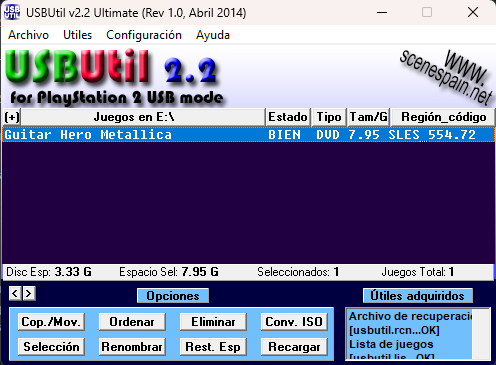 USBUtil v2.2 Ultimate (Rev 1.0, Abril 2014)
Archivo Utiles Configuración Ayuda
USBUtil 2.2
for PlayStation 2 USB mode
www.
scenespain.net
[+] Juegos en E:\ Estado Tipo Tam/G Región_código
Guitar Hero Metallica BIEN DVD 7.95 SLES_554.72
Disc Esp: 3.33 G Espacio Sel: 7.95 G Seleccionados: 1 Juegos Total: 1
< > Opciones Útiles adquiridos
Cop./Mov. Ordenar Eliminar Conv. ISO
Selección Renombrar Rest. Esp Recargar
Archivo de recuperació
[usbutil.rcn...OK]
Lista de juegos
[usbutil.lis...OK]